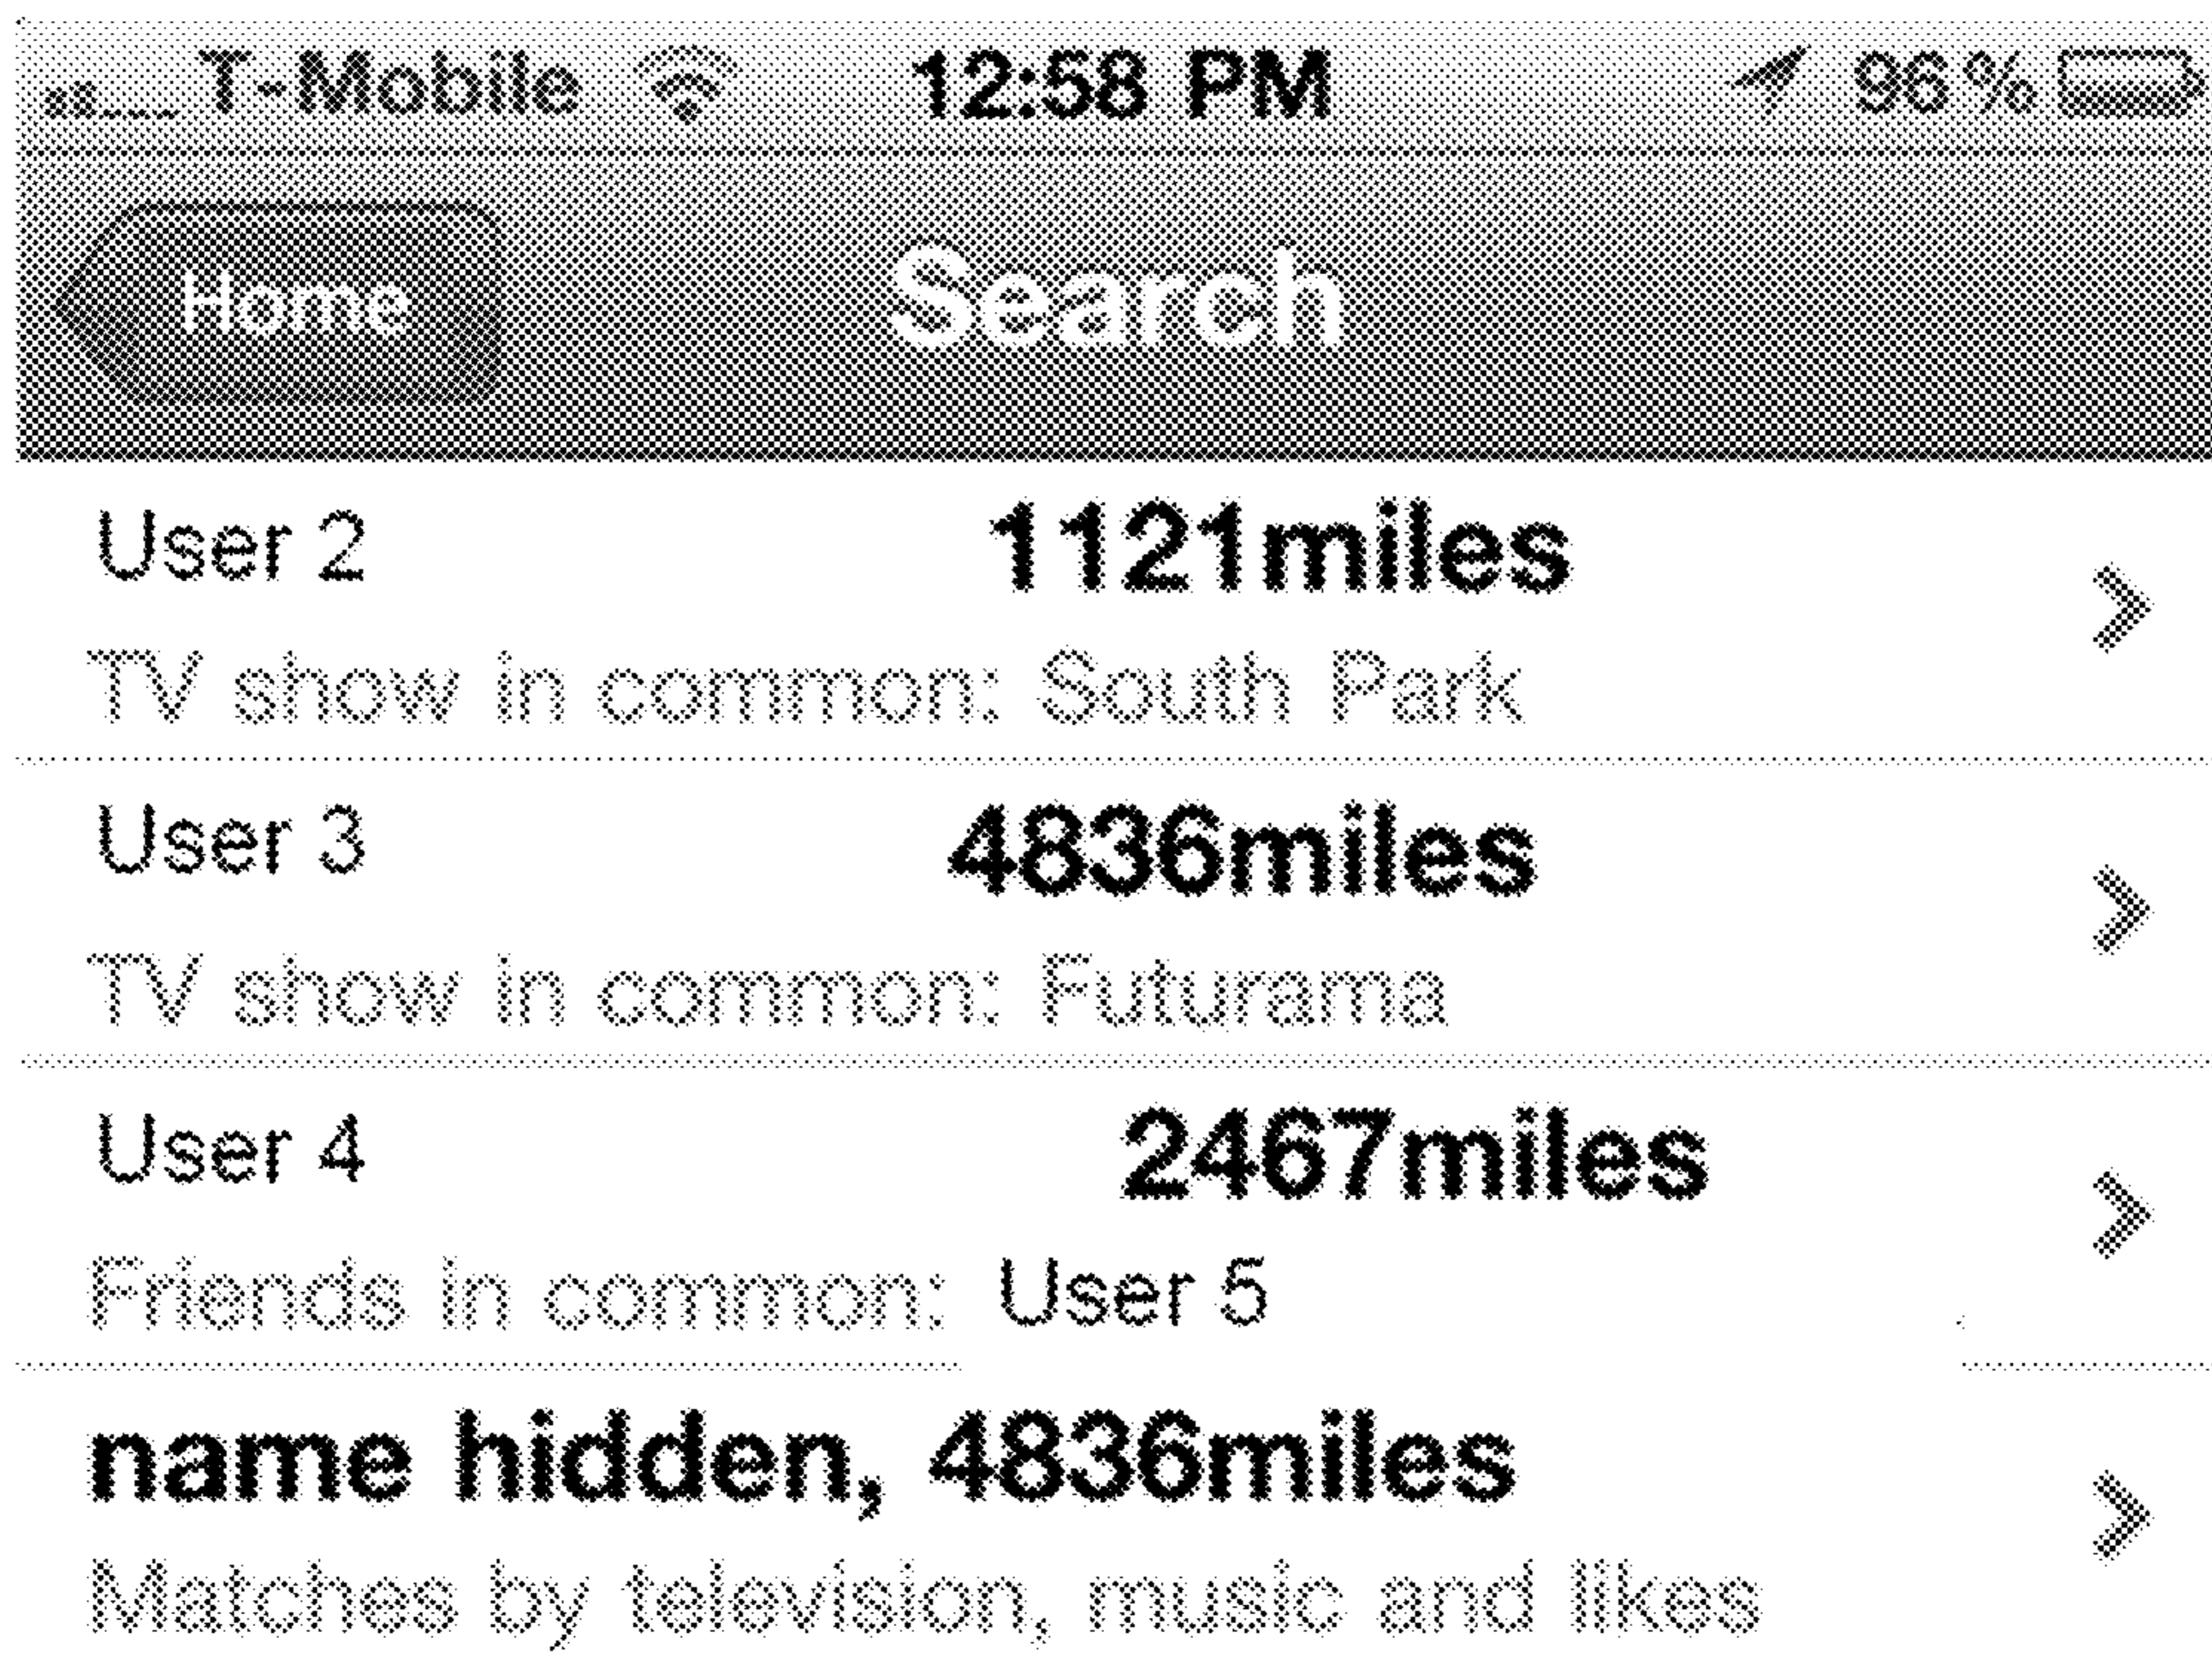 T-Mobile 12:58 PM 96%
Home Search
User 2 1121miles
TV show in common: South Park
User 3 4836miles
TV show in common: Futurama
User 4 2467miles
Friends in common: User 5
name hidden, 4836miles
Matches by television, music and likes